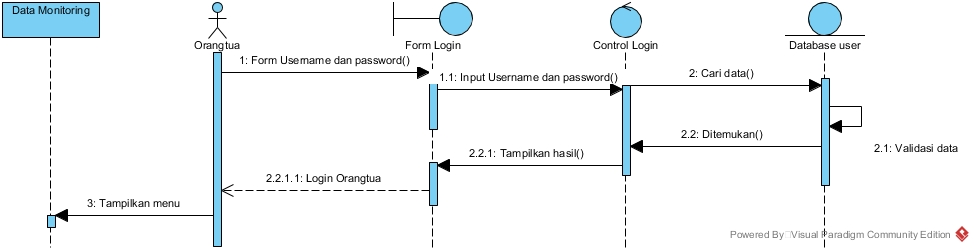 Data Monitoring
Orangtua
Form Login
Control Login
Database user
1: Form Username dan password()
1.1: Input Username dan password()
2: Cari data()
2.1: Validasi data
2.2: Ditemukan()
2.2.1: Tampilkan hasil()
2.2.1.1: Login Orangtua
3: Tampilkan menu
Powered By Visual Paradigm Community Edition